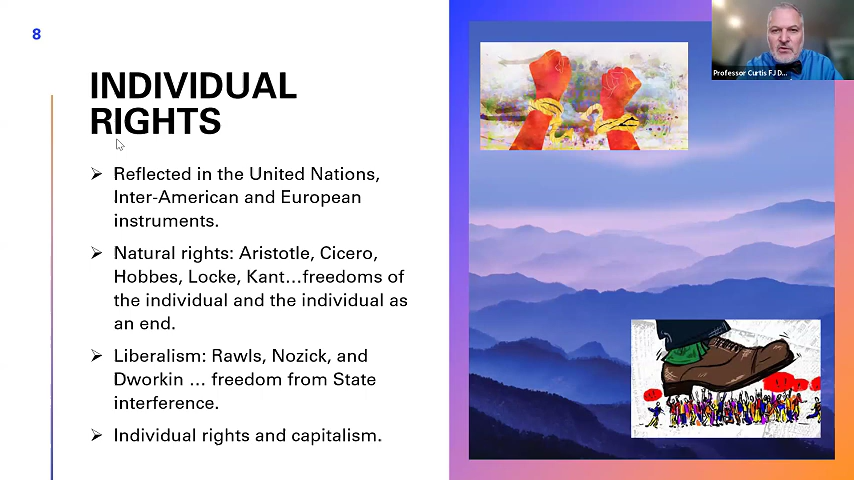 8
INDIVIDUAL
RIGHTS
Reflected in the United Nations,
Inter-American and European
instruments.
Natural rights: Aristotle, Cicero,
Hobbes, Locke, Kant...freedoms of
the individual and the individual as
an end.
Liberalism: Rawls, Nozick, and
Dworkin ... freedom from State
interference.
Individual rights and capitalism.
Professor Curtis FJ D...